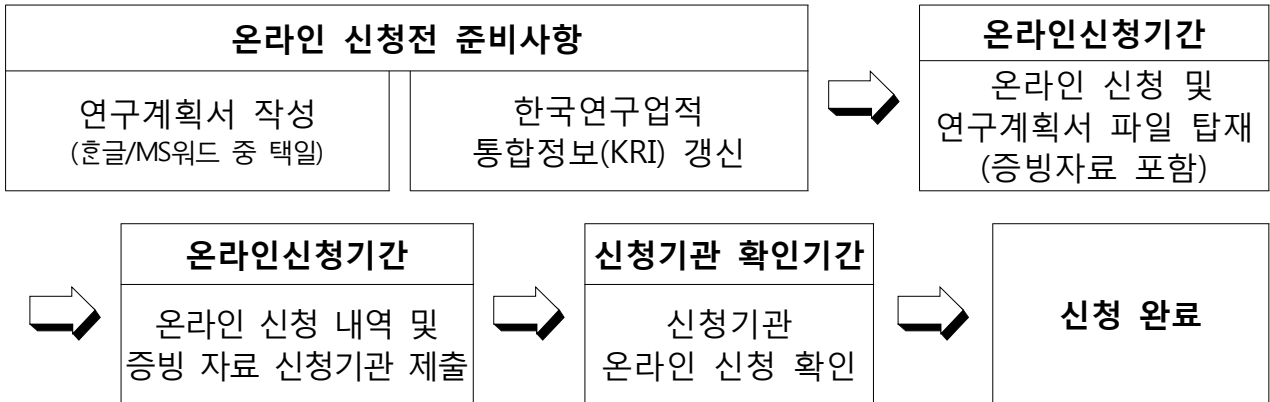 온라인 신청전 준비사항
연구계획서 작성
(ᄒᆞᆫ글/MS워드 중 택일)
한국연구업적
통합정보(KRI) 갱신
온라인신청기간
온라인 신청 및
연구계획서 파일 탑재
(증빙자료 포함)
온라인신청기간
온라인 신청 내역 및
증빙 자료 신청기관 제출
신청기관 확인기간
신청기관
온라인 신청 확인
신청 완료